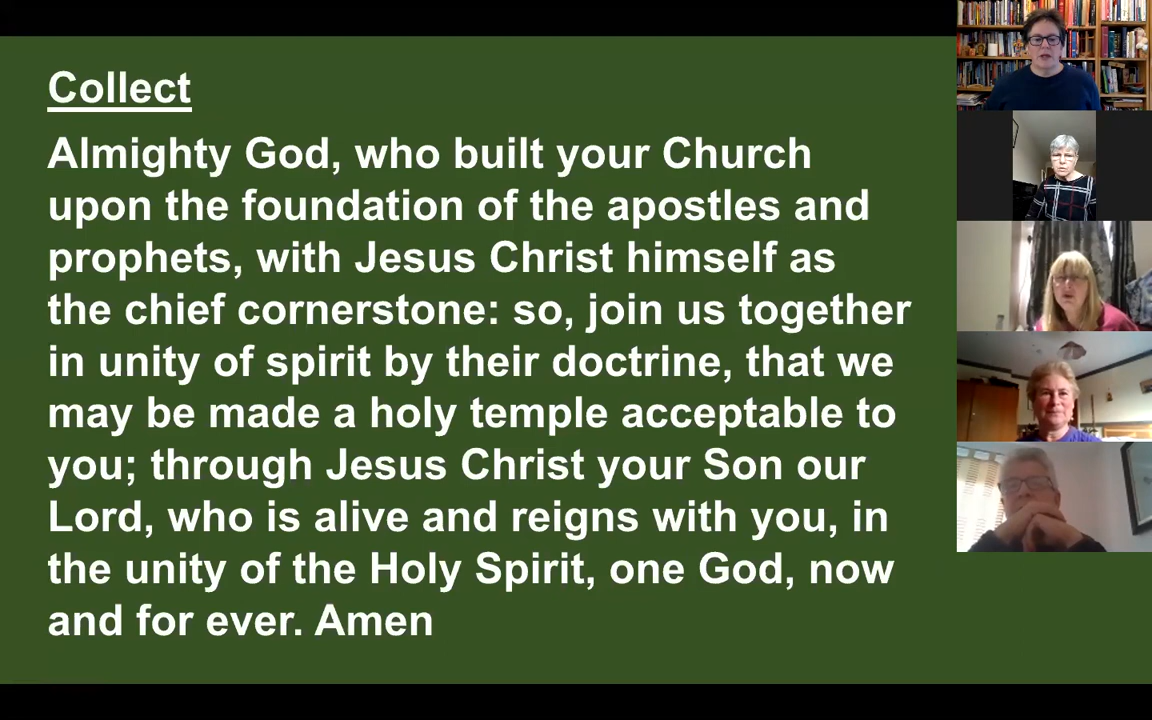 Collect
Almighty God, who built your Church
upon the foundation of the apostles and
prophets, with Jesus Christ himself as
the chief cornerstone: so, join us together
in unity of spirit by their doctrine, that we
may be made a holy temple acceptable to
you; through Jesus Christ your Son our
Lord, who is alive and reigns with you, in
the unity of the Holy Spirit, one God, now
and for ever. Amen